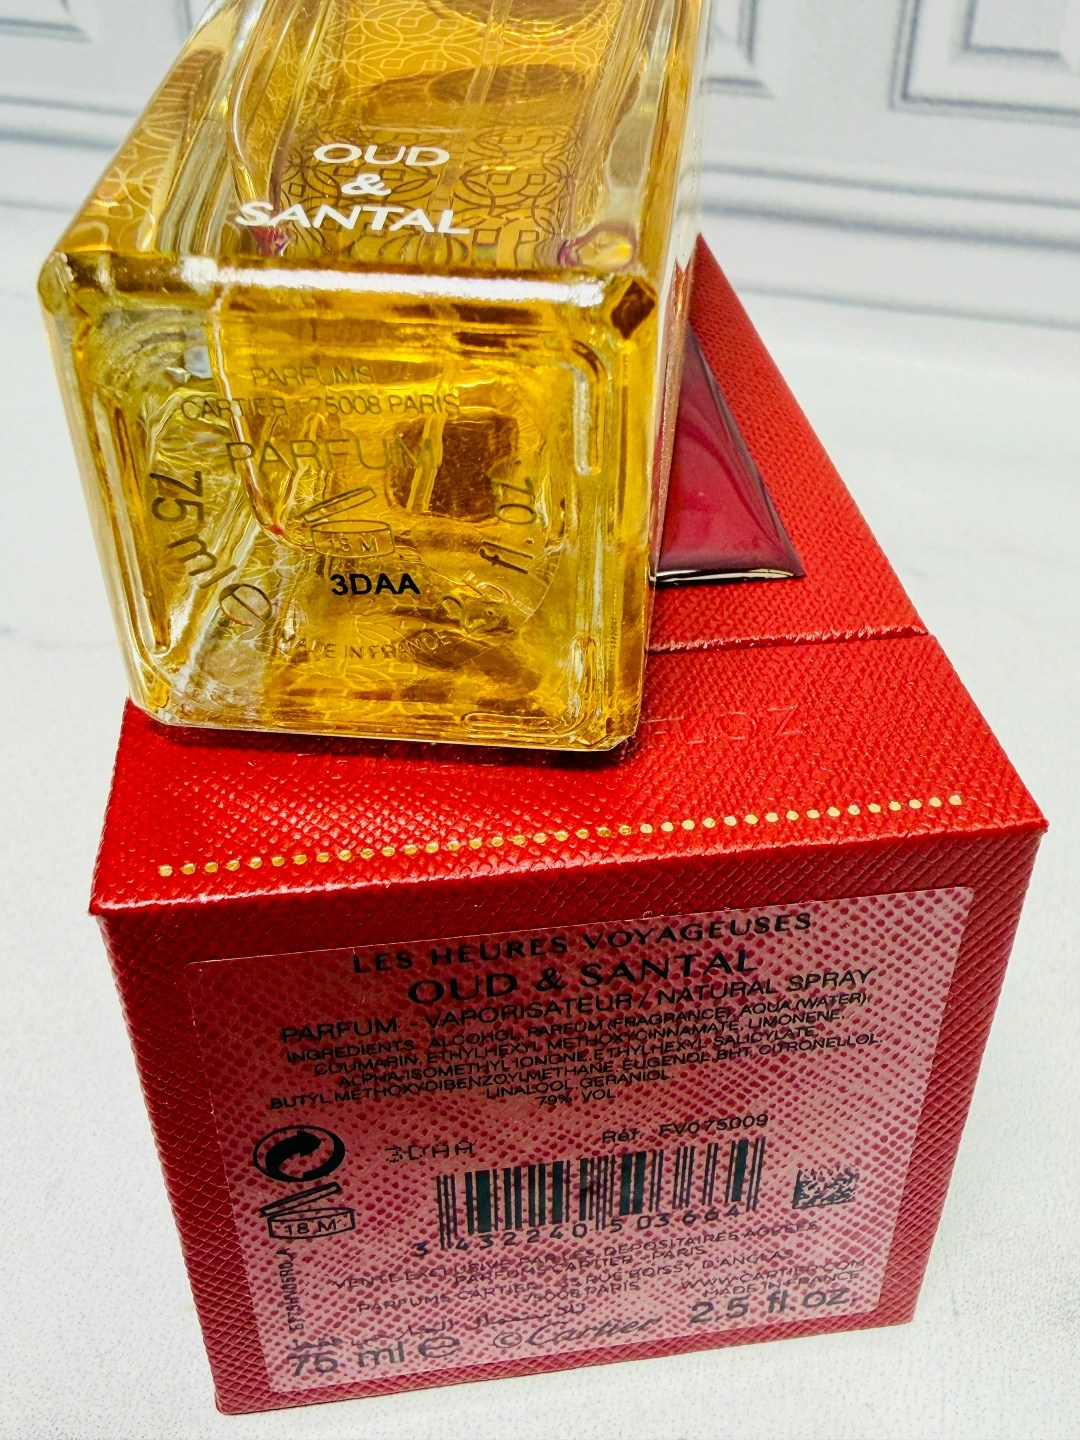 OUD
&
SANTAL
PARFUMS
CARTIER 75008 PARIS
PARFUM
75 ml e
2.5 fl. oz
18 M
3DAA
MADE IN FRANCE
LES HEURES VOYAGEUSES
OUD & SANTAL
PARFUM - VAPORISATEUR / NATURAL SPRAY
INGREDIENTS: ALCOHOL, PARFUM (FRAGRANCE), AQUA (WATER),
COUMARIN, ETHYLHEXYL METHOXYCINNAMATE, LIMONENE,
ALPHA-ISOMETHYL IONONE, ETHYLHEXYL SALICYLATE,
BUTYL METHOXYDIBENZOYLMETHANE, EUGENOL, BHT, CITRONELLOL,
LINALOOL, GERANIOL.
79% VOL.
3DAA
Réf. FV075009
18 M
3 432240 503664
VENTE EXCLUSIVE PAR LES DEPOSITAIRES AGREES
PARFUMS CARTIER - PARIS
PARFUMS CARTIER - 33 RUE BOISSY D'ANGLAS
75008 PARIS WWW.CARTIER.COM
MADE IN FRANCE
75 ml e © Cartier 2.5 fl oz.